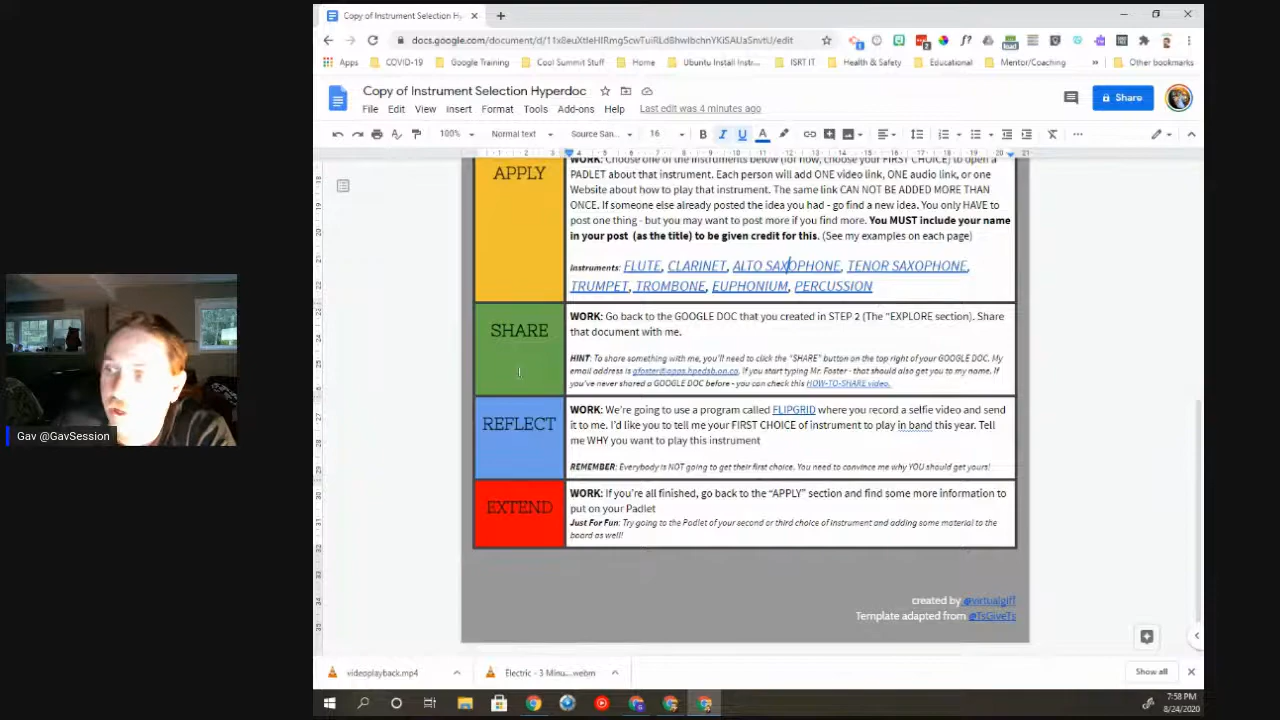 Copy of Instrument Selection Hy
docs.google.com/document/d/11x8euXtleHIRmgScwTuiRLd8hwlbchnYKiSAUaSnvtU/edit
Apps COVID-19 Google Training Cool Summit Stuff Home Ubuntu Install Instr... ISRT IT Health & Safety Educational Mentor/Coaching » Other bookmarks
Copy of Instrument Selection Hyperdoc
File Edit View Insert Format Tools Add-ons Help Last edit was 4 minutes ago
Share
100% Normal text Source San... 16 B I U A
APPLY
WORK: Choose one of the instruments below (for now, choose your FIRST CHOICE) to open a
PADLET about that instrument. Each person will add ONE video link, ONE audio link, or one
Website about how to play that instrument. The same link CAN NOT BE ADDED MORE THAN
ONCE. If someone else already posted the idea you had - go find a new idea. You only HAVE to
post one thing - but you may want to post more if you find more. You MUST include your name
in your post (as the title) to be given credit for this. (See my examples on each page)
Instruments: FLUTE, CLARINET, ALTO SAXOPHONE, TENOR SAXOPHONE,
TRUMPET, TROMBONE, EUPHONIUM, PERCUSSION
SHARE
WORK: Go back to the GOOGLE DOC that you created in STEP 2 (The "EXPLORE section). Share
that document with me.
HINT: To share something with me, you'll need to click the "SHARE" button on the top right of your GOOGLE DOC. My
email address is gfoster@apps.hpedsb.on.ca. If you start typing Mr. Foster - that should also get you to my name. If
you've never shared a GOOGLE DOC before - you can check this HOW-TO-SHARE video.
REFLECT
WORK: We're going to use a program called FLIPGRID where you record a selfie video and send
it to me. I'd like you to tell me your FIRST CHOICE of instrument to play in band this year. Tell
me WHY you want to play this instrument
REMEMBER: Everybody is NOT going to get their first choice. You need to convince me why YOU should get yours!
EXTEND
WORK: If you're all finished, go back to the "APPLY" section and find some more information to
put on your Padlet
Just For Fun: Try going to the Padlet of your second or third choice of instrument and adding some material to the
board as well!
created by @virtualgiff
Template adapted from @TsGiveTs
Gav @GavSession
videoplayback.mp4 Electric - 3 Minu....webm Show all
7:58 PM
8/24/2020